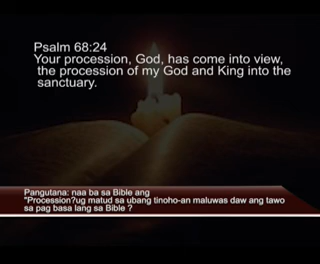 Psalm 68:24
Your procession, God, has come into view,
the procession of my God and King into the
sanctuary.
Pangutana: naa ba sa Bible ang
"Procession?ug matud sa ubang tinoho-an maluwas daw ang tawo
sa pag basa lang sa Bible ?